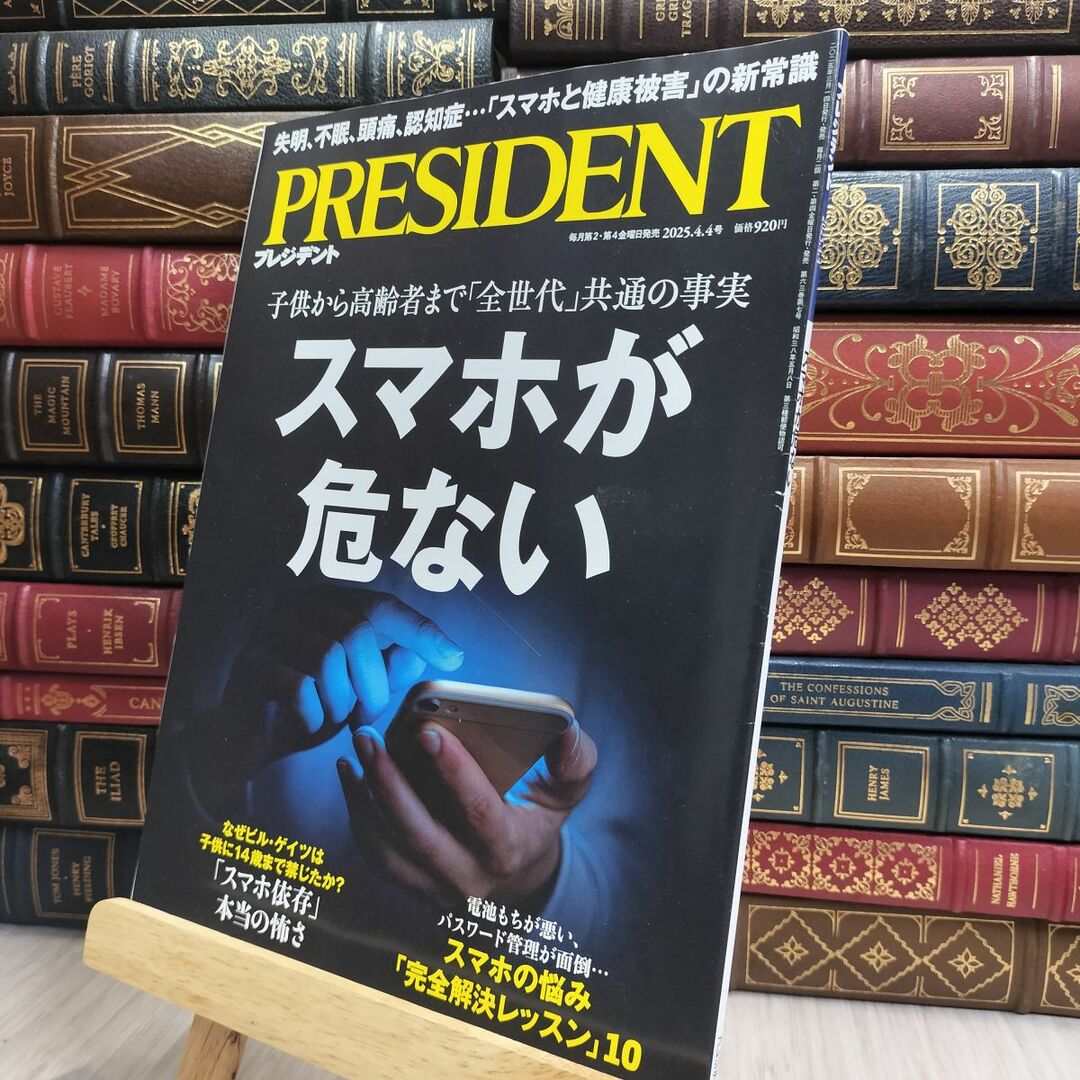 失明、不眠、頭痛、認知症…「スマホと健康被害」の新常識
PRESIDENT
プレジデント
毎月第2・第4金曜日発売 2025.4.4号 価格920円
子供から高齢者まで「全世代」共通の事実
スマホが
危ない
なぜビル・ゲイツは
子供に14歳まで禁じたか?
「スマホ依存」
本当の怖さ
電池もちが悪い、
パスワード管理が面倒…
スマホの悩み
「完全解決レッスン」10
PÈRE
GORIOT
JOYCE
GUSTAVE
FLAUBERT
MADAME
BOVARY
THE
MAGIC
MOUNTAIN
THOMAS
MANN
CANTERBURY
TALES
GEOFFREY
CHAUCER
PLAYS
HENRIK
IBSEN
CAN
THE
ILIAD
TOM JONES
HENRY
FIELDING
THE CONFESSIONS
OF SAINT AUGUSTINE
HENRY
JAMES
NATHANIEL
HAWTHORNE